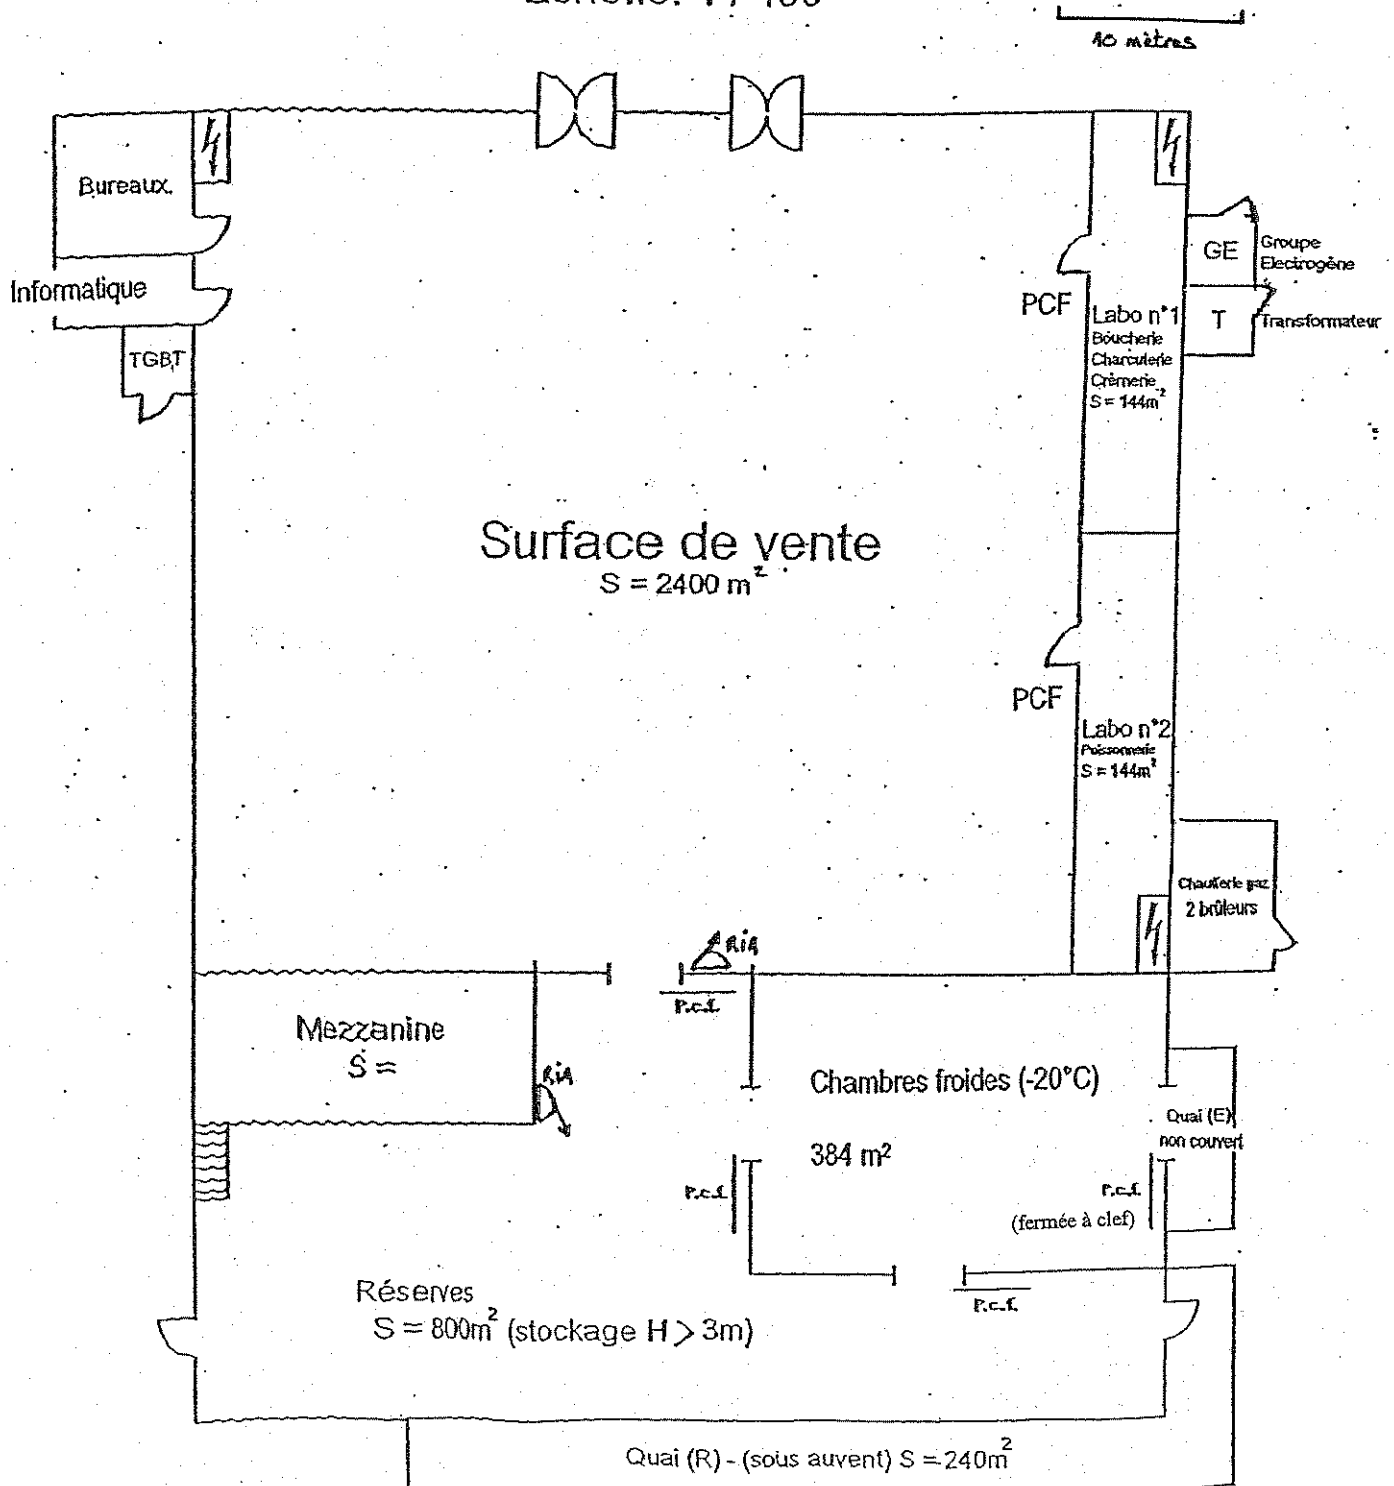 10 mètres
Bureaux.
Informatique
TGBT
GE
Groupe
Electrogène
T
Transformateur
PCF
Labo n°1
Boucherie
Charcuterie
Crèmerie
S = 144m²
Surface de vente
S = 2400 m²
PCF
Labo n°2
Poissonnerie
S = 144m²
Chaufferie gaz
2 brûleurs
RiA
P.c.f.
Mezzanine
S =
RiA
Chambres froides (-20°C)
384 m²
Quai (E)
non couvert
P.c.f.
P.c.f.
(fermée à clef)
P.c.f.
Réserves
S = 800m² (stockage H > 3m)
Quai (R) - (sous auvent) S = 240m²